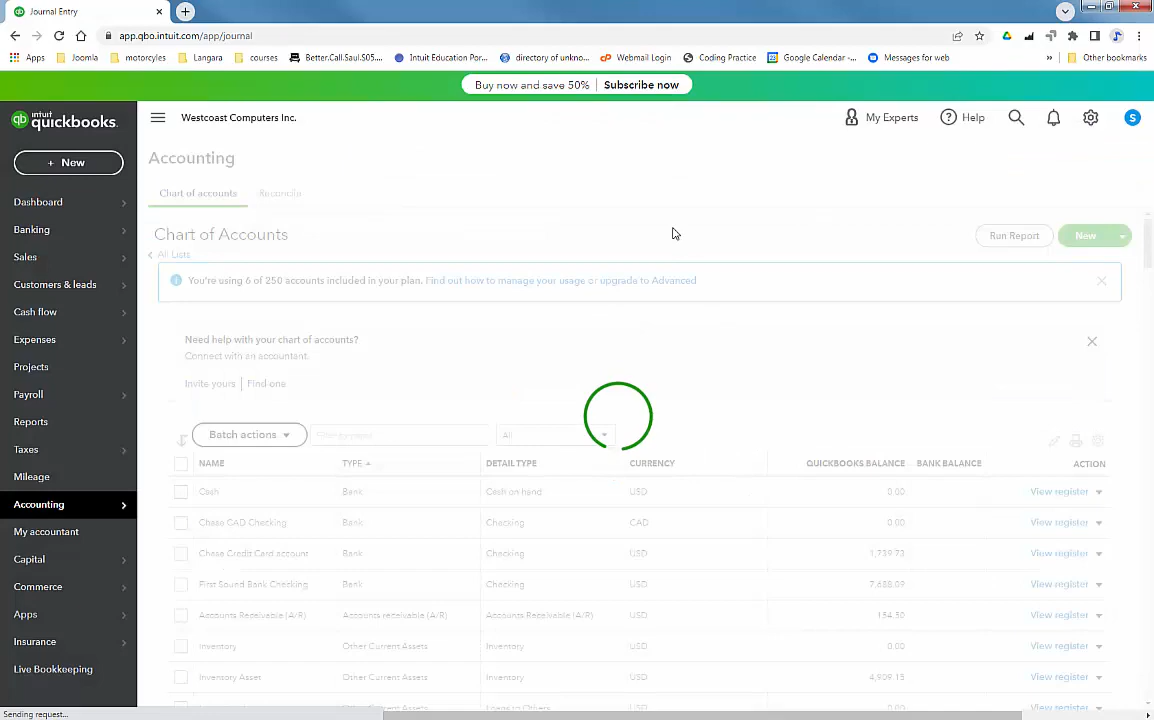 Journal Entry
app.qbo.intuit.com/app/journal
Apps
Joomla
motorcyles
Langara
courses
Better.Call.Saul.S05....
Intuit Education Por...
directory of unkno...
Webmail Login
Coding Practice
Google Calendar -...
Messages for web
»
Other bookmarks
Buy now and save 50% | Subscribe now
intuit
quickbooks.
Westcoast Computers Inc.
My Experts
Help
S
+ New
Dashboard
Banking
Sales
Customers & leads
Cash flow
Expenses
Projects
Payroll
Reports
Taxes
Mileage
Accounting
My accountant
Capital
Commerce
Apps
Insurance
Live Bookkeeping
Accounting
Chart of accounts
Reconcile
Chart of Accounts
All Lists
Run Report
New
You're using 6 of 250 accounts included in your plan. Find out how to manage your usage or upgrade to Advanced
Need help with your chart of accounts?
Connect with an accountant.
Invite yours | Find one
Batch actions
Filter by name
All
NAME TYPE DETAIL TYPE CURRENCY QUICKBOOKS BALANCE BANK BALANCE ACTION
Cash Bank Cash on hand USD 0.00 View register
Chase CAD Checking Bank Checking CAD 0.00 View register
Chase Credit Card account Bank Checking USD 1,739.73 View register
First Sound Bank Checking Bank Checking USD 7,688.09 View register
Accounts Receivable (A/R) Accounts receivable (A/R) Accounts Receivable (A/R) USD 154.50 View register
Inventory Other Current Assets Inventory USD 0.00 View register
Inventory Asset Other Current Assets Inventory USD 4,909.15 View register
Other Current Assets Loans to Others USD 0.00 View register
Sending request...